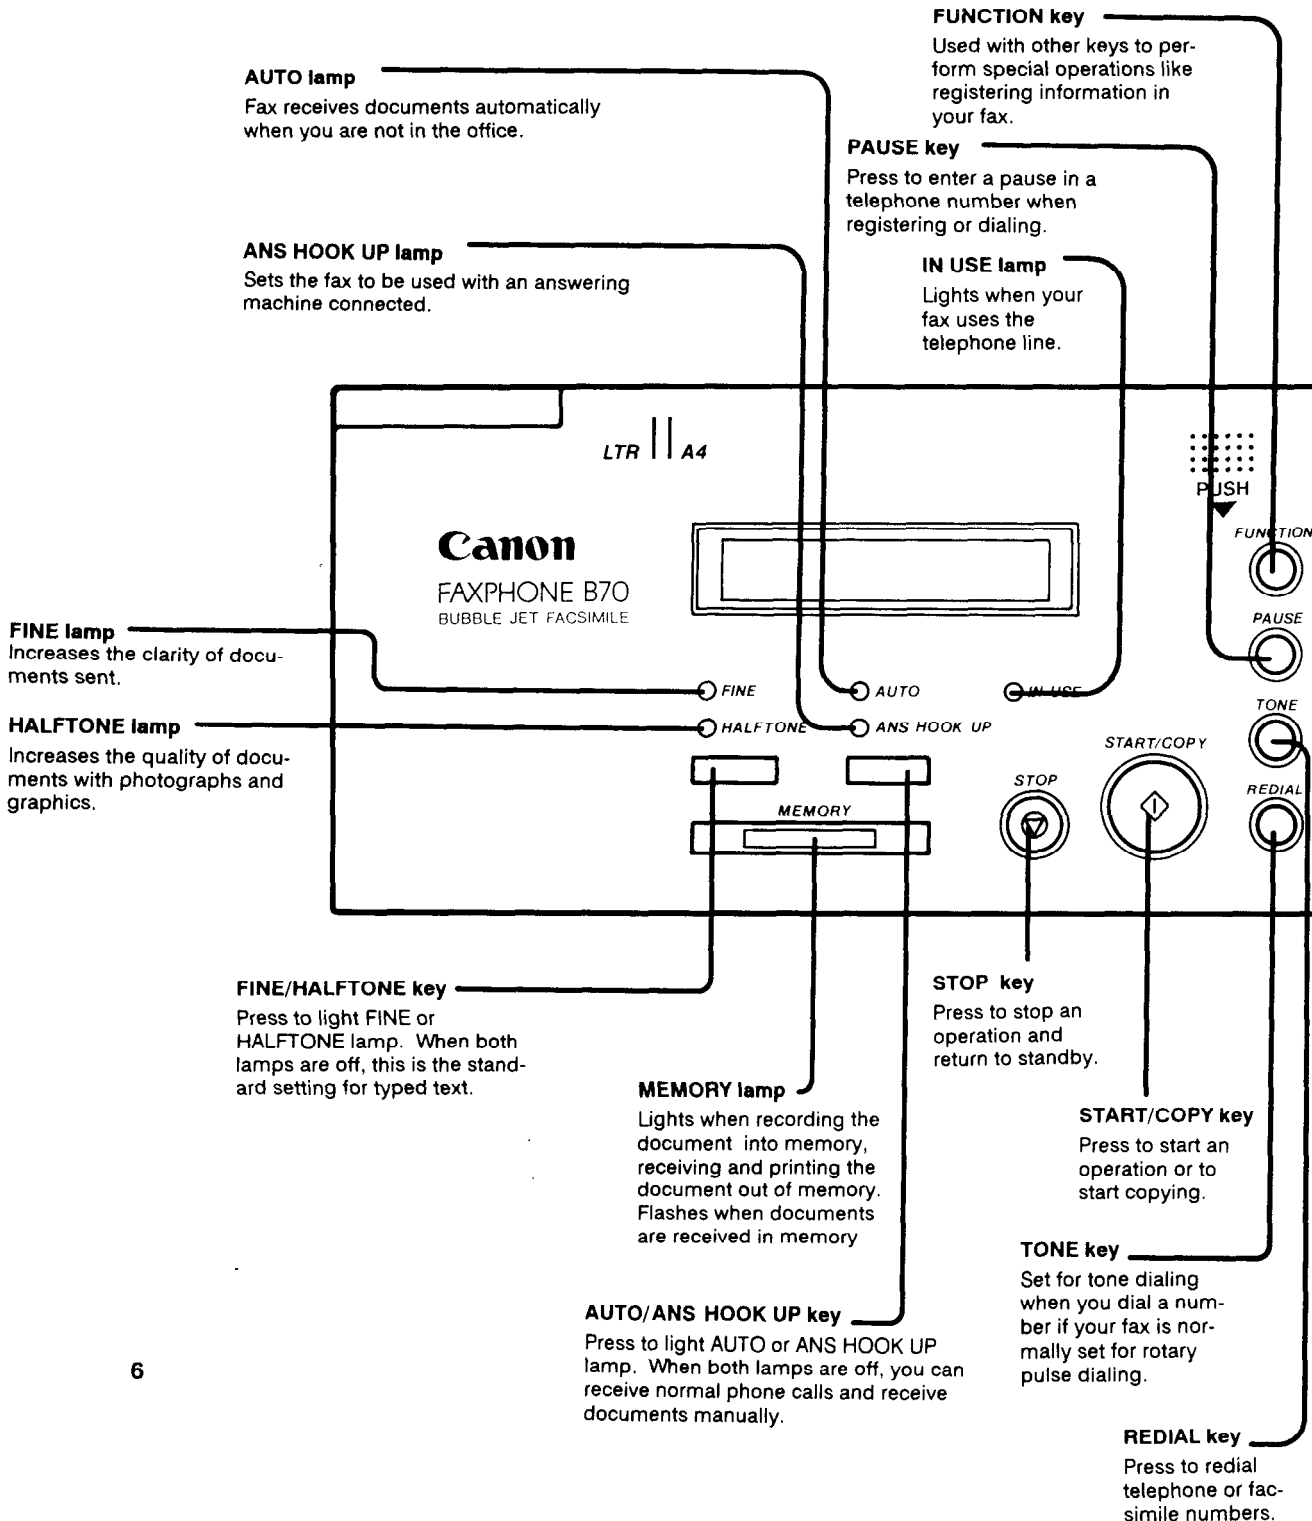 FUNCTION key
Used with other keys to per-
form special operations like
registering information in
your fax.
AUTO lamp
Fax receives documents automatically
when you are not in the office.
PAUSE key
Press to enter a pause in a
telephone number when
registering or dialing.
ANS HOOK UP lamp
Sets the fax to be used with an answering
machine connected.
IN USE lamp
Lights when your
fax uses the
telephone line.
LTR A4
PUSH
Canon
FAXPHONE B70
BUBBLE JET FACSIMILE
FUNCTION
PAUSE
FINE lamp
Increases the clarity of docu-
ments sent.
FINE
AUTO
IN USE
TONE
HALFTONE lamp
Increases the quality of docu-
ments with photographs and
graphics.
HALFTONE
ANS HOOK UP
START/COPY
STOP
REDIAL
MEMORY
FINE/HALFTONE key
Press to light FINE or
HALFTONE lamp. When both
lamps are off, this is the stand-
ard setting for typed text.
STOP key
Press to stop an
operation and
return to standby.
MEMORY lamp
Lights when recording the
document into memory,
receiving and printing the
document out of memory.
Flashes when documents
are received in memory
START/COPY key
Press to start an
operation or to
start copying.
TONE key
Set for tone dialing
when you dial a num-
ber if your fax is nor-
mally set for rotary
pulse dialing.
AUTO/ANS HOOK UP key
Press to light AUTO or ANS HOOK UP
lamp. When both lamps are off, you can
receive normal phone calls and receive
documents manually.
6
REDIAL key
Press to redial
telephone or fac-
simile numbers.